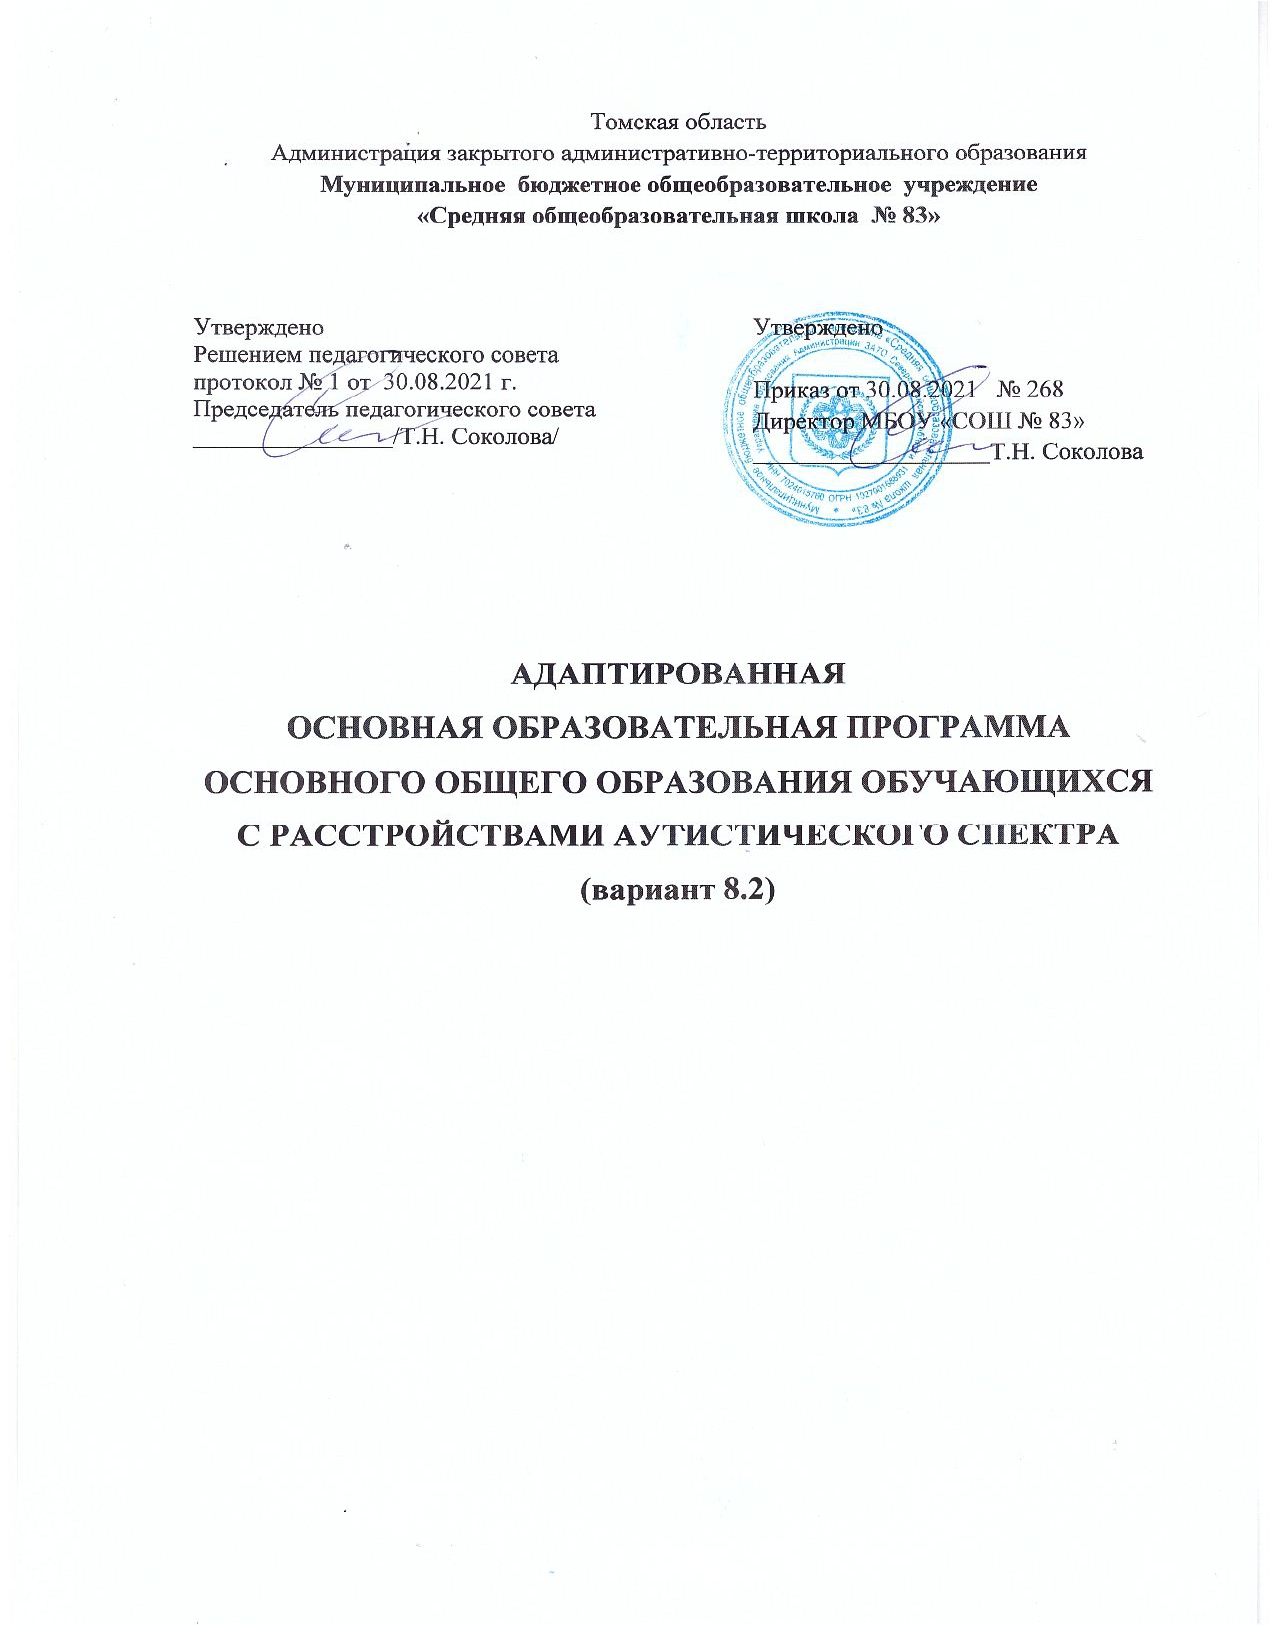 Томская область
Администрация закрытого административно-территориального образования
Муниципальное бюджетное общеобразовательное учреждение
«Средняя общеобразовательная школа № 83»
Утверждено
Решением педагогического совета
протокол № 1 от 30.08.2021 г.
Председатель педагогического совета
/Т.Н. Соколова/
Утверждено
Приказ от 30.08.2021 № 268
Директор МБОУ «СОШ № 83»
Т.Н. Соколова
АДАПТИРОВАННАЯ
ОСНОВНАЯ ОБРАЗОВАТЕЛЬНАЯ ПРОГРАММА
ОСНОВНОГО ОБЩЕГО ОБРАЗОВАНИЯ ОБУЧАЮЩИХСЯ
С РАССТРОЙСТВАМИ АУТИСТИЧЕСКОГО СПЕКТРА
(вариант 8.2)